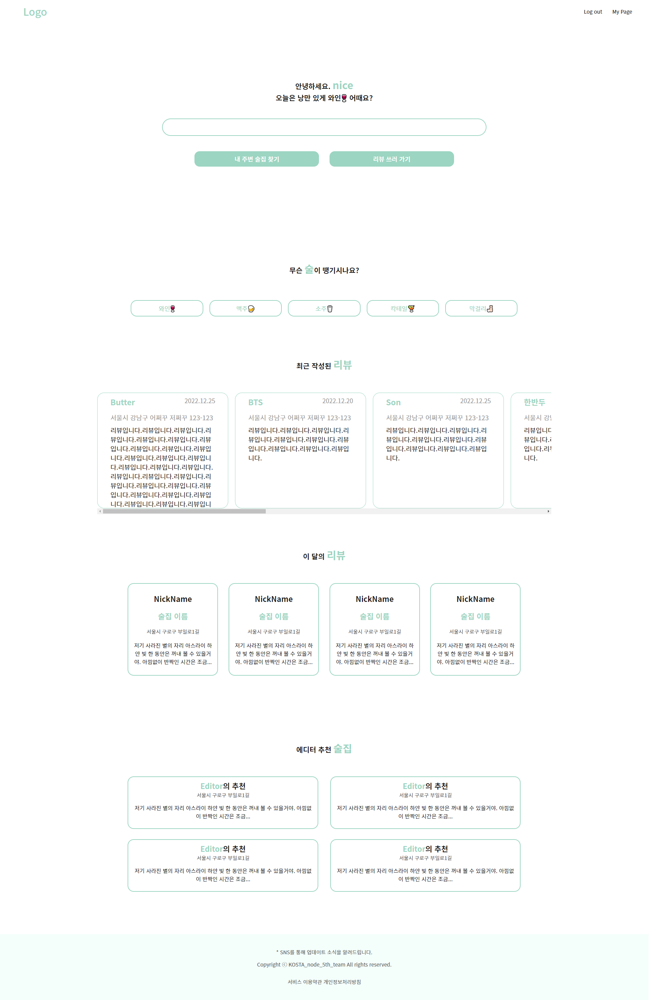 Logo
Log out
My Page
안녕하세요. nice
오늘은 낭만 있게 와인🍷 어때요?
내 주변 술집 찾기
리뷰 쓰러 가기
무슨 술이 땡기시나요?
와인🍷
맥주🍺
소주🥛
칵테일🍹
막걸리🍶
최근 작성된 리뷰
Butter
2022.12.25
서울시 강남구 어쩌꾸 저쩌꾸 123-123
리뷰입니다.리뷰입니다.리뷰입니다.리
뷰입니다.리뷰입니다.리뷰입니다.리뷰
입니다.리뷰입니다.리뷰입니다.리뷰입
니다.리뷰입니다.리뷰입니다.리뷰입니
다.리뷰입니다.리뷰입니다.리뷰입니다.
리뷰입니다.리뷰입니다.리뷰입니다.리
뷰입니다.리뷰입니다.리뷰입니다.리뷰
입니다.리뷰입니다.리뷰입니다.리뷰입
니다.리뷰입니다.리뷰입니다.리뷰입니
BTS
2022.12.20
서울시 강남구 어쩌꾸 저쩌꾸 123-123
리뷰입니다.리뷰입니다.리뷰입니다.리
뷰입니다.리뷰입니다.리뷰입니다.리뷰
입니다.리뷰입니다.리뷰입니다.리뷰입
니다.
Son
2022.12.25
서울시 강남구 어쩌꾸 저쩌꾸 123-123
리뷰입니다.리뷰입니다.리뷰입니다.리
뷰입니다.리뷰입니다.리뷰입니다.리뷰
입니다.리뷰입니다.리뷰입니다.리뷰입
니다.
한반두
서울시
리뷰입니다
뷰입니다.
입니다.
니다.
이 달의 리뷰
NickName
술집 이름
서울시 구로구 부일로1길
저기 사라진 별의 자리 아스라이 하
얀 빛 한 동안은 꺼내 볼 수 있을거
야. 아낌없이 반짝인 시간은 조금...
NickName
술집 이름
서울시 구로구 부일로1길
저기 사라진 별의 자리 아스라이 하
얀 빛 한 동안은 꺼내 볼 수 있을거
야. 아낌없이 반짝인 시간은 조금...
NickName
술집 이름
서울시 구로구 부일로1길
저기 사라진 별의 자리 아스라이 하
얀 빛 한 동안은 꺼내 볼 수 있을거
야. 아낌없이 반짝인 시간은 조금...
NickName
술집 이름
서울시 구로구 부일로1길
저기 사라진 별의 자리 아스라이 하
얀 빛 한 동안은 꺼내 볼 수 있을거
야. 아낌없이 반짝인 시간은 조금...
에디터 추천 술집
Editor의 추천
서울시 구로구 부일로1길
저기 사라진 별의 자리 아스라이 하얀 빛 한 동안은 꺼내 볼 수 있을거야. 아낌없
이 반짝인 시간은 조금...
Editor의 추천
서울시 구로구 부일로1길
저기 사라진 별의 자리 아스라이 하얀 빛 한 동안은 꺼내 볼 수 있을거야. 아낌없
이 반짝인 시간은 조금...
Editor의 추천
서울시 구로구 부일로1길
저기 사라진 별의 자리 아스라이 하얀 빛 한 동안은 꺼내 볼 수 있을거야. 아낌없
이 반짝인 시간은 조금...
Editor의 추천
서울시 구로구 부일로1길
저기 사라진 별의 자리 아스라이 하얀 빛 한 동안은 꺼내 볼 수 있을거야. 아낌없
이 반짝인 시간은 조금...
* SNS를 통해 업데이트 소식을 알려드립니다.
Copyright ⓒ KOSTA_node_5th_team All rights reserved.
서비스 이용약관 개인정보처리방침